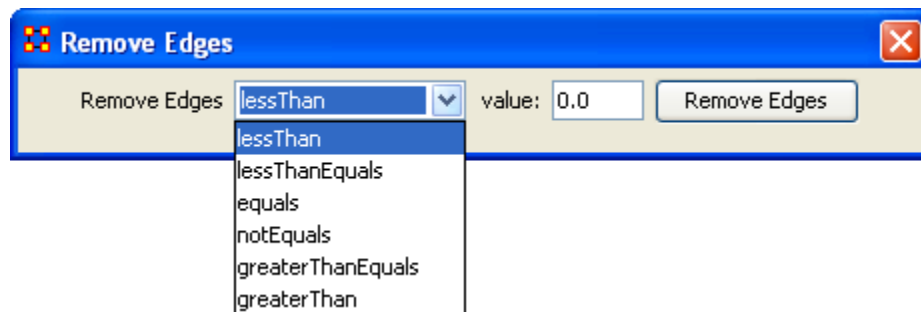 Remove Edges
Remove Edges lessThan value: 0.0 Remove Edges
lessThan
lessThanEquals
equals
notEquals
greaterThanEquals
greaterThan